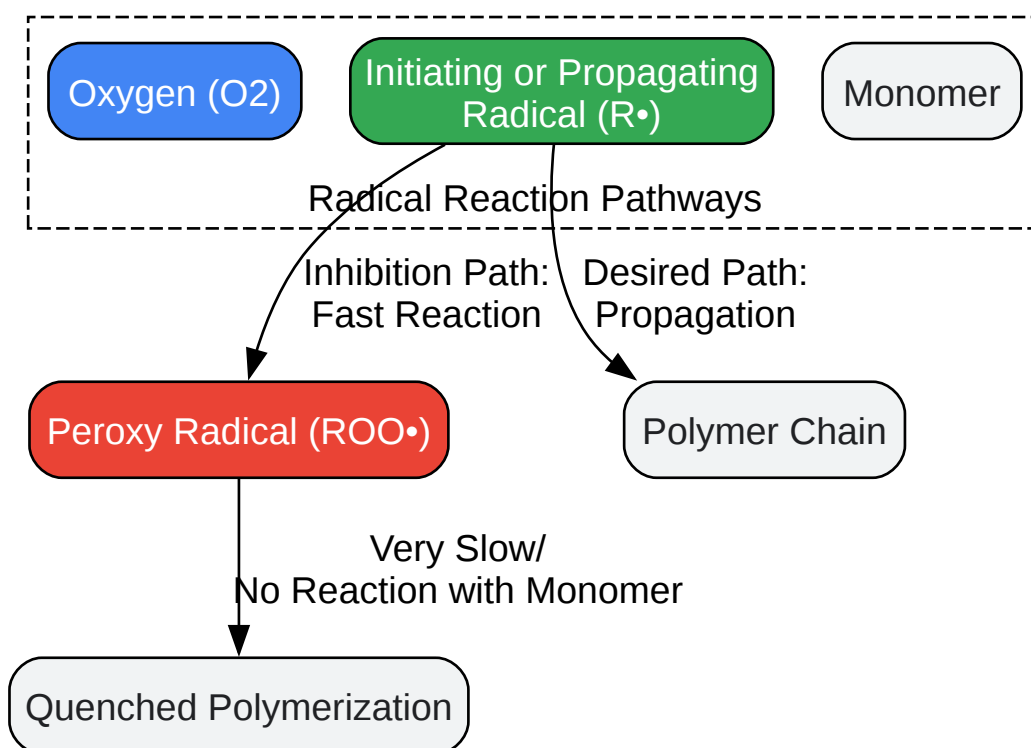 Oxygen (O2)
Initiating or Propagating
Radical (R•)
Monomer
Radical Reaction Pathways
Inhibition Path:
Fast Reaction
Desired Path:
Propagation
Peroxy Radical (ROO•)
Polymer Chain
Very Slow/
No Reaction with Monomer
Quenched Polymerization